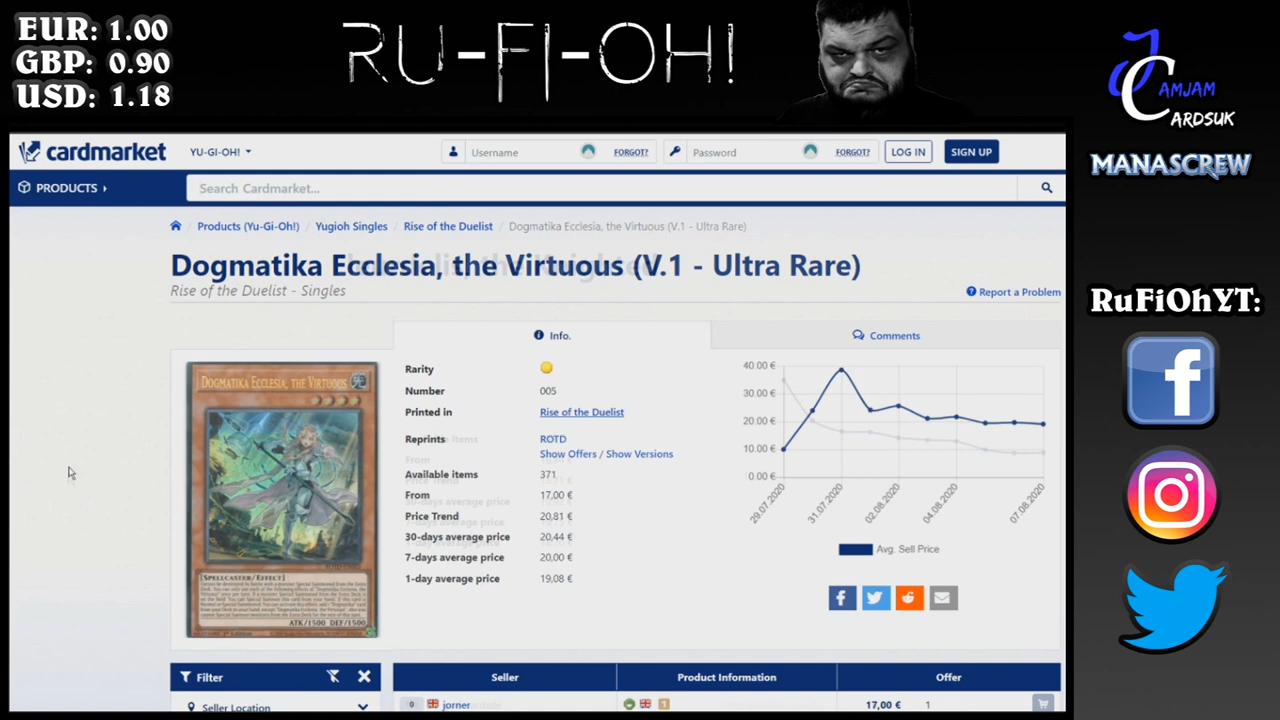 EUR: 1.00
GBP: 0.90
USD: 1.18
RU-FI-OH!
JAMJAM
CARDSUK
MANASCREW
RuFiOhYT:
cardmarket
YU-GI-OH!
Username
FORGOT?
Password
FORGOT?
LOG IN
SIGN UP
PRODUCTS
Search Cardmarket...
Products (Yu-Gi-Oh!)
Yugioh Singles
Rise of the Duelist
Dogmatika Ecclesia, the Virtuous (V.1 - Ultra Rare)
Dogmatika Ecclesia, the Virtuous (V.1 - Ultra Rare)
Rise of the Duelist - Singles
Report a Problem
Info.
Comments
DOGMATIKA ECCLESIA, THE VIRTUOUS
[SPELLCASTER/EFFECT]
ATK/1500 DEF/1500
Rarity
Number 005
Printed in Rise of the Duelist
Reprints ROTD
Show Offers / Show Versions
Available items 371
From 17,00 €
Price Trend 20,81 €
30-days average price 20,44 €
7-days average price 20,00 €
1-day average price 19,08 €
40.00 €
30.00 €
20.00 €
10.00 €
0.00 €
29.07.2020
31.07.2020
02.08.2020
04.08.2020
07.08.2020
Avg. Sell Price
Filter
Seller Location
Seller
Product Information
Offer
0 jorner
1
17,00 € 1